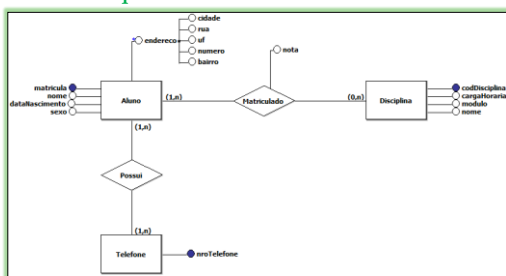 cidade
rua
endereco
uf
numero
bairro
nota
matricula
nome
dataNascimento
sexo
Aluno
(1,n)
Matriculado
(0,n)
Disciplina
codDisciplina
cargaHoraria
modulo
nome
(1,n)
Possui
(1,n)
Telefone
nroTelefone